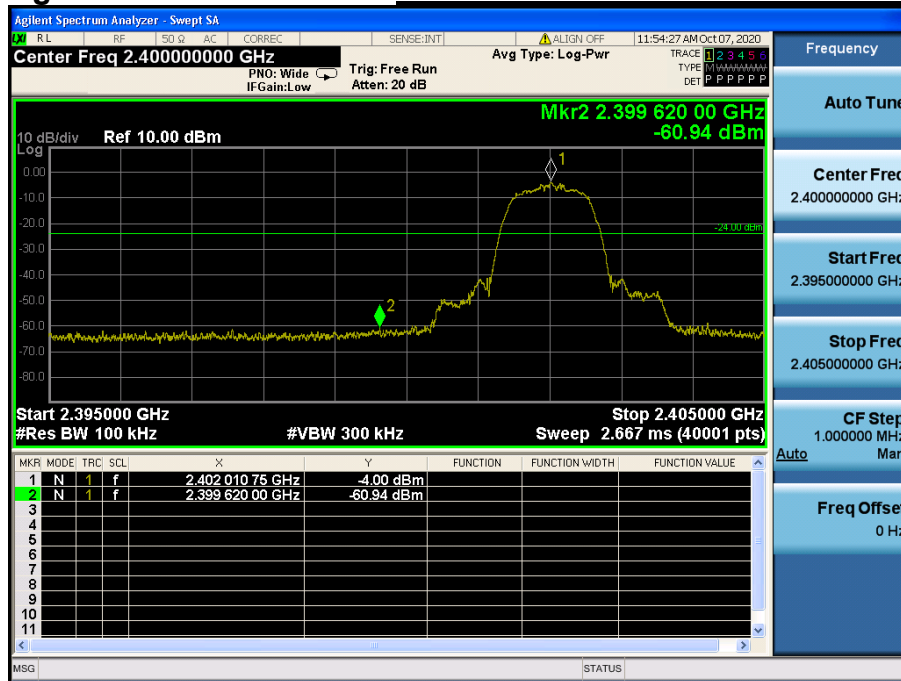 Agilent Spectrum Analyzer - Swept SA
LXI RL RF 50 Ω AC CORREC SENSE:INT ALIGN OFF 11:54:27 AM Oct 07, 2020
Center Freq 2.400000000 GHz
PNO: Wide
IFGain:Low
Trig: Free Run
Atten: 20 dB
Avg Type: Log-Pwr
TRACE 1 2 3 4 5 6
TYPE M WWWWW
DET P P P P P P
Mkr2 2.399 620 00 GHz
-60.94 dBm
10 dB/div Ref 10.00 dBm
Log
0.00
-10.0
-20.0
-30.0
-40.0
-50.0
-60.0
-70.0
-80.0
1
2
-24.00 dBm
Start 2.395000 GHz Stop 2.405000 GHz
#Res BW 100 kHz #VBW 300 kHz Sweep 2.667 ms (40001 pts)
MKR MODE TRC SCL X Y FUNCTION FUNCTION WIDTH FUNCTION VALUE
1 N 1 f 2.402 010 75 GHz -4.00 dBm
2 N 1 f 2.399 620 00 GHz -60.94 dBm
3
4
5
6
7
8
9
10
11
MSG STATUS
Frequency
Auto Tune
Center Freq
2.400000000 GHz
Start Freq
2.395000000 GHz
Stop Freq
2.405000000 GHz
CF Step
1.000000 MHz
Auto Man
Freq Offset
0 Hz